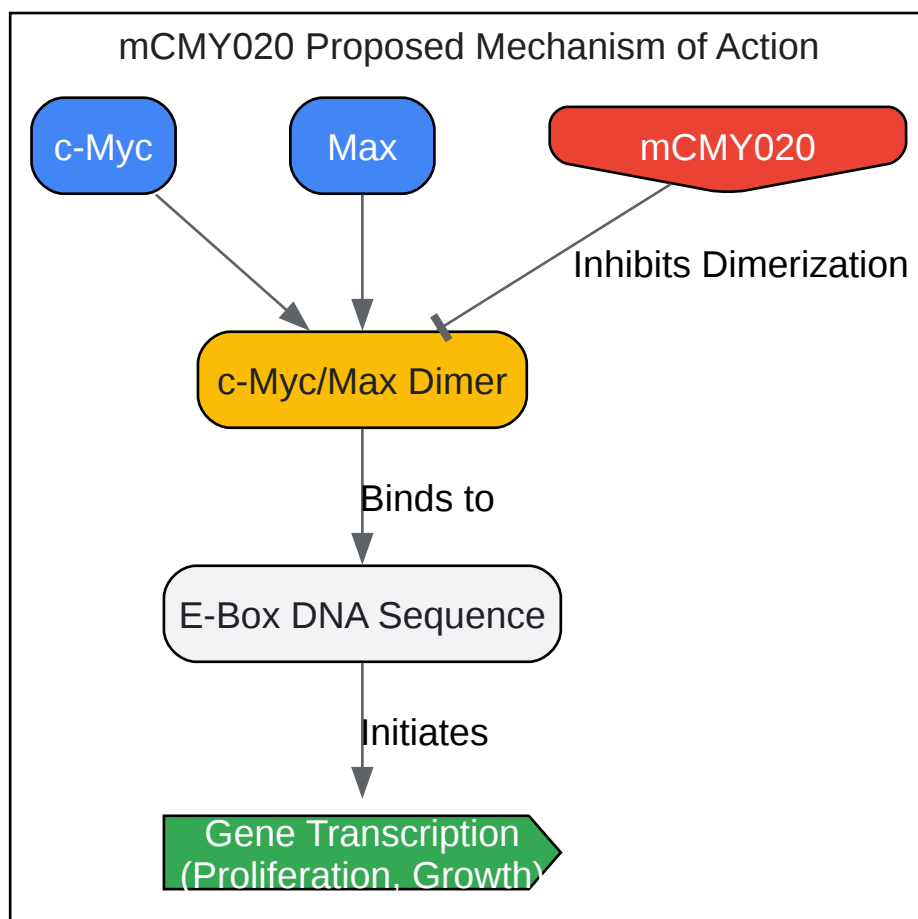 mCMY020 Proposed Mechanism of Action
c-Myc
Max
mCMY020
Inhibits Dimerization
c-Myc/Max Dimer
Binds to
E-Box DNA Sequence
Initiates
Gene Transcription
(Proliferation, Growth)